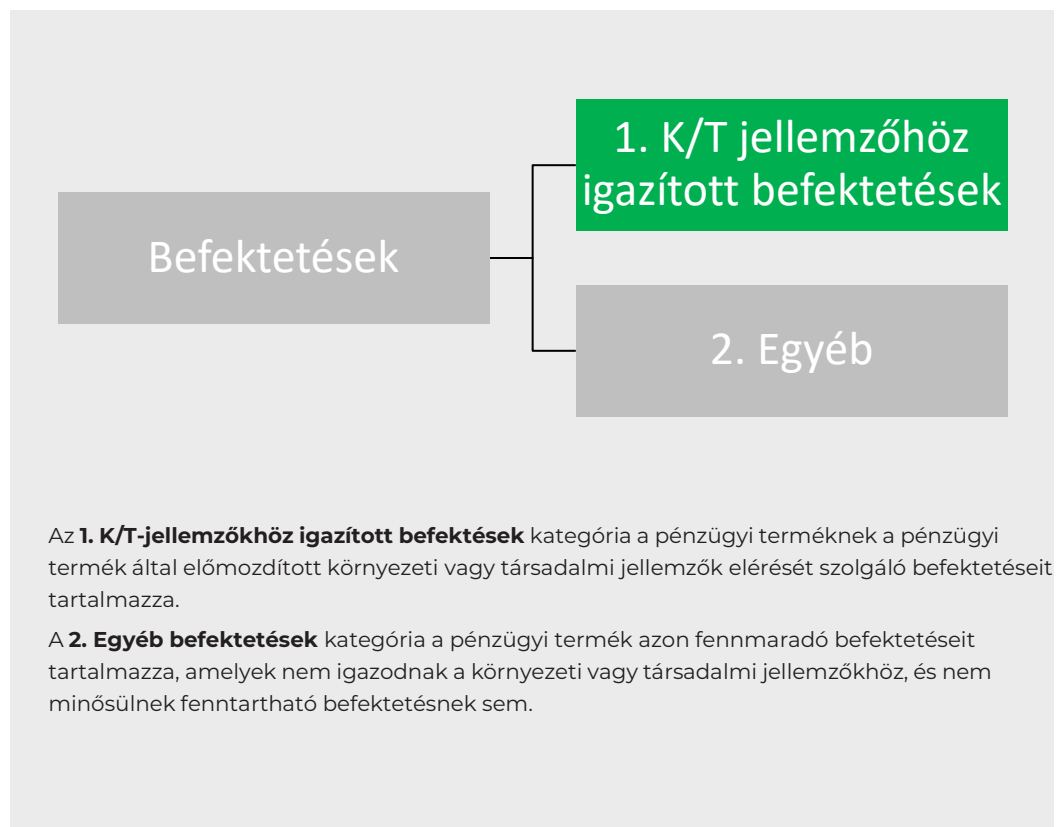 1. K/T jellemzőhöz
igazított befektetések
Befektetések
2. Egyéb
Az 1. K/T-jellemzőkhöz igazított befektések kategória a pénzügyi terméknek a pénzügyi
termék által előmozdított környezeti vagy társadalmi jellemzők elérését szolgáló befektetéseit
tartalmazza.
A 2. Egyéb befektetések kategória a pénzügyi termék azon fennmaradó befektetéseit
tartalmazza, amelyek nem igazodnak a környezeti vagy társadalmi jellemzőkhöz, és nem
minősülnek fenntartható befektetésnek sem.